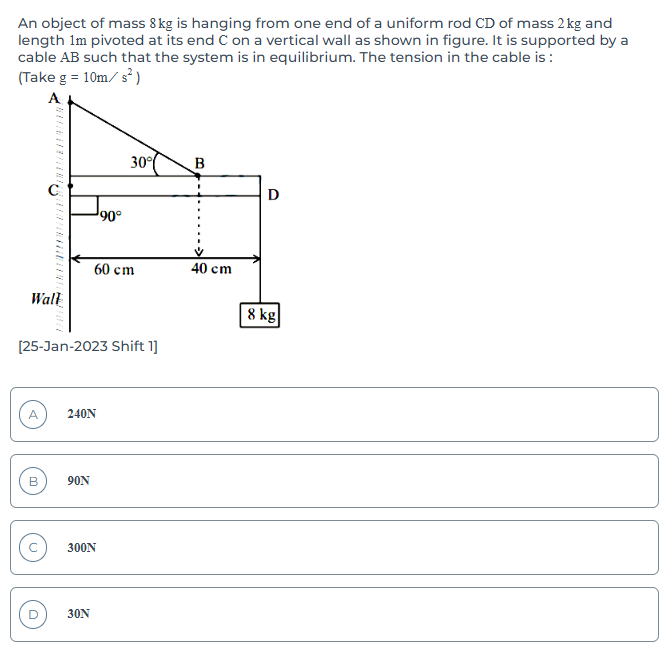 An object of mass 8 kg is hanging from one end of a uniform rod CD of mass 2 kg and
length 1m pivoted at its end C on a vertical wall as shown in figure. It is supported by a
cable AB such that the system is in equilibrium. The tension in the cable is :
(Take g = 10m/ s² )
A
30° B
C D
90°
60 cm 40 cm
Wall
8 kg
[25-Jan-2023 Shift 1]
A 240N
B 90N
C 300N
D 30N